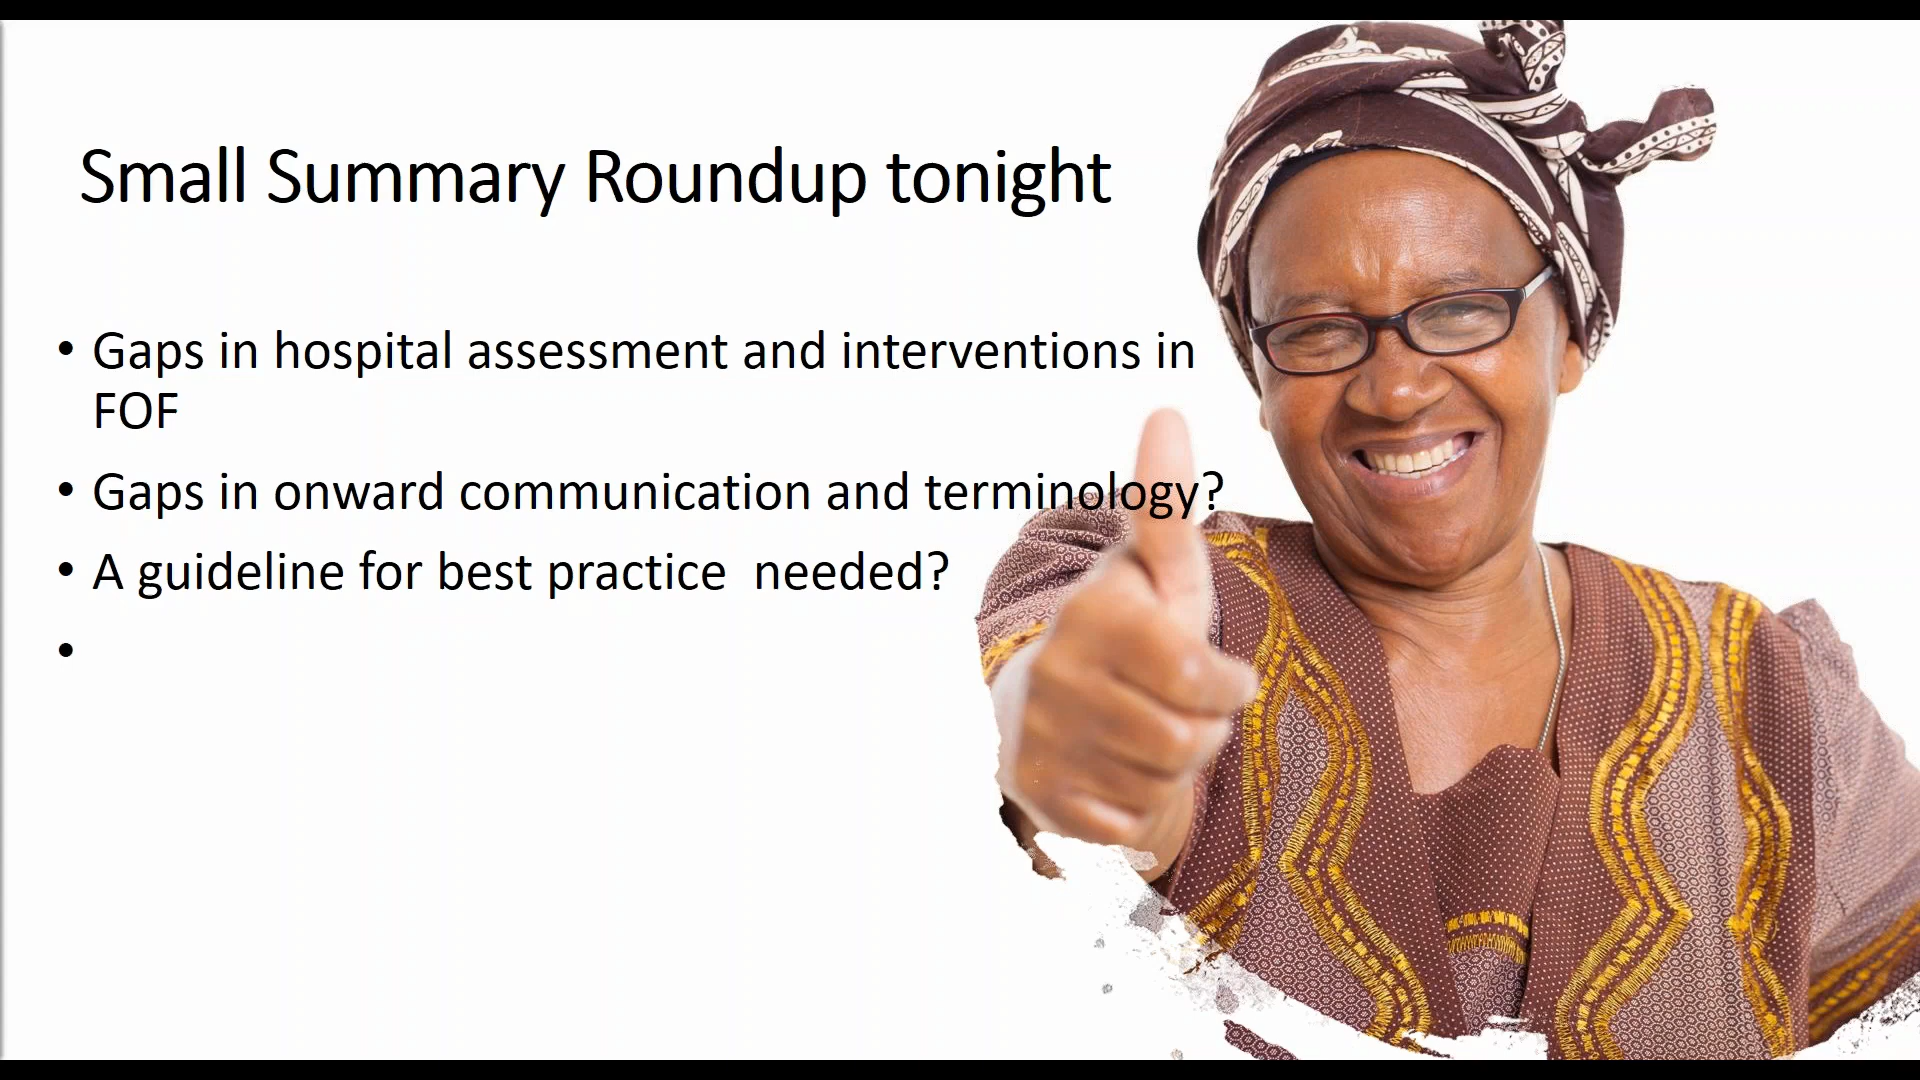 Small Summary Roundup tonight
• Gaps in hospital assessment and interventions in
FOF
• Gaps in onward communication and terminology?
• A guideline for best practice  needed?
•